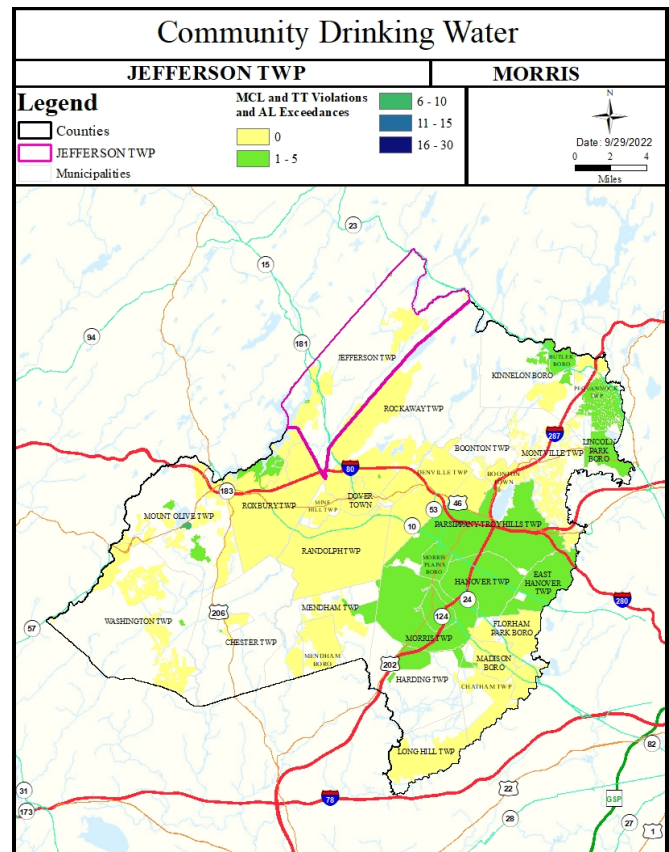 Community Drinking Water
JEFFERSON TWP
MORRIS
Legend
Counties
JEFFERSON TWP
Municipalities
MCL and TT Violations
and AL Exceedances
0
1 - 5
6 - 10
11 - 15
16 - 30
N
Date: 9/29/2022
0 2 4
Miles
23
15
94
181
JEFFERSON TWP
BUTLER
BORO
KINNELON BORO
PEQUANNOCK
TWP
ROCKAWAY TWP
287
LINCOLN
PARK
BORO
BOONTON TWP
MONTVILLE TWP
80
DENVILLE TWP
BOONTON
TOWN
183
46
MOUNT OLIVE TWP
ROXBURY TWP
MINE
HILL TWP
DOVER
TOWN
53
10
PARSIPPANY-TROY HILLS TWP
RANDOLPH TWP
MORRIS
PLAINS
BORO
HANOVER TWP
EAST
HANOVER
TWP
280
24
206
MENDHAM TWP
124
57
WASHINGTON TWP
CHESTER TWP
MENDHAM
BORO
MORRIS TWP
FLORHAM
PARK BORO
202
MADISON
BORO
HARDING TWP
CHATHAM TWP
LONG HILL TWP
82
31
173
78
22
GSP
28
27
1